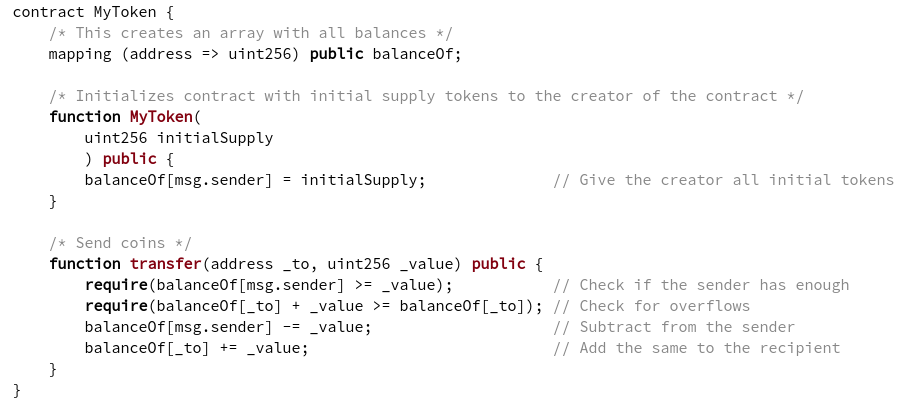 contract MyToken {
    /* This creates an array with all balances */
    mapping (address => uint256) public balanceOf;

    /* Initializes contract with initial supply tokens to the creator of the contract */
    function MyToken(
        uint256 initialSupply
        ) public {
        balanceOf[msg.sender] = initialSupply;              // Give the creator all initial tokens
    }

    /* Send coins */
    function transfer(address _to, uint256 _value) public {
        require(balanceOf[msg.sender] >= _value);           // Check if the sender has enough
        require(balanceOf[_to] + _value >= balanceOf[_to]); // Check for overflows
        balanceOf[msg.sender] -= _value;                    // Subtract from the sender
        balanceOf[_to] += _value;                           // Add the same to the recipient
    }
}